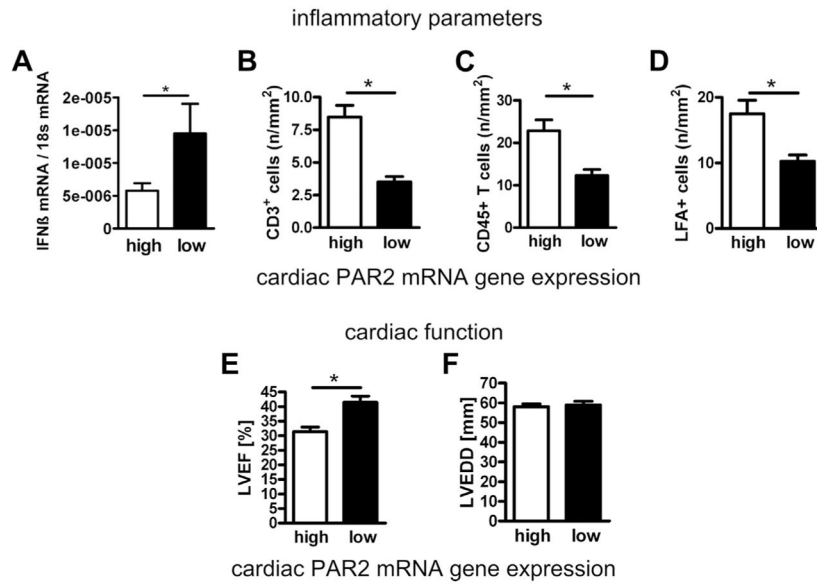 inflammatory parameters
A
B
C
D
IFNß mRNA / 18s mRNA
2e-005
1e-005
1e-005
5e-006
0
*
high low
CD3⁺ cells (n/mm²)
10.0
7.5
5.0
2.5
0.0
*
high low
CD45+ T cells (n/mm²)
30
20
10
0
*
high low
LFA+ cells (n/mm²)
20
10
0
*
high low
cardiac PAR2 mRNA gene expression
cardiac function
E
F
LVEF [%]
45
40
35
30
25
20
15
10
5
0
*
high low
LVEDD [mm]
70
60
50
40
30
20
10
0
high low
cardiac PAR2 mRNA gene expression